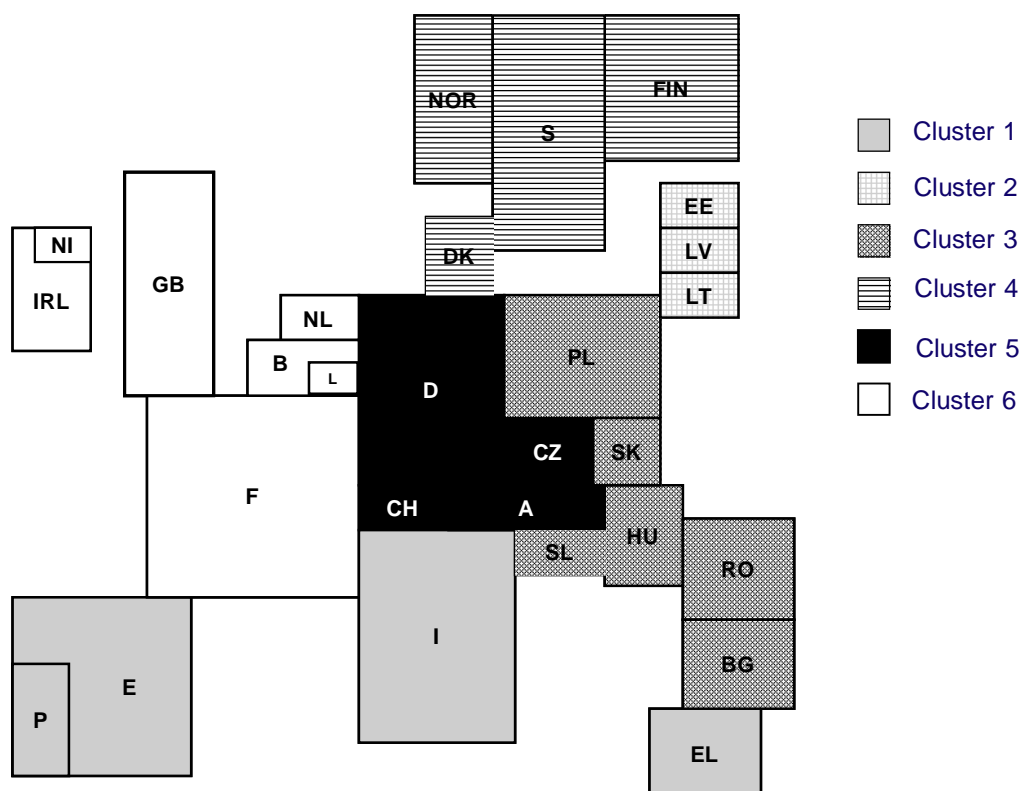 NOR
S
FIN
Cluster 1
Cluster 2
EE
Cluster 3
NI
LV
DK
GB
IRL
LT
Cluster 4
NL
Cluster 5
B
PL
L
D
Cluster 6
CZ
SK
F
CH
A
HU
SL
RO
I
BG
E
P
EL